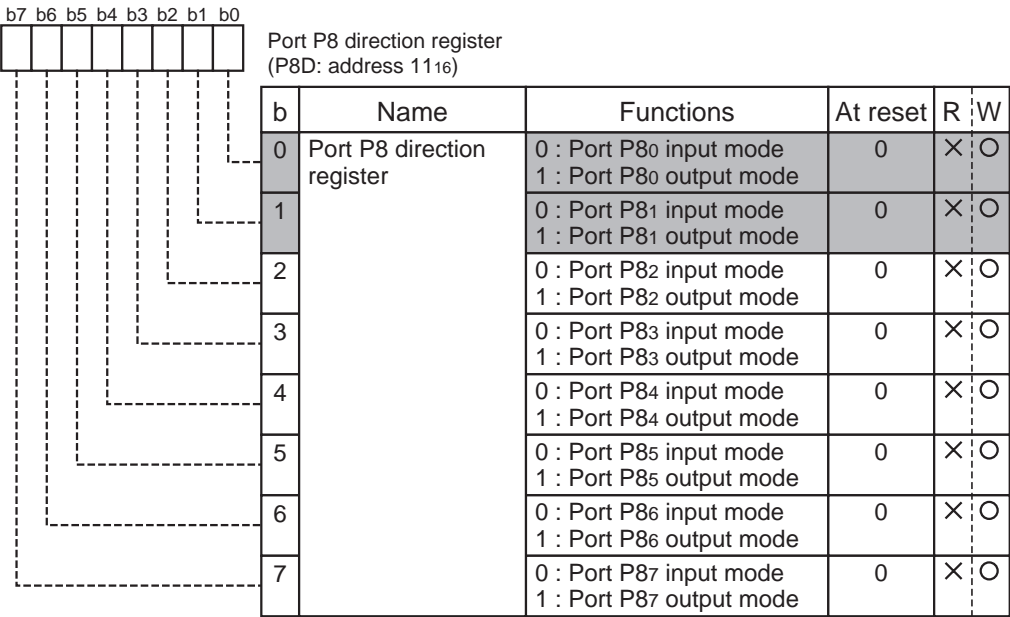 b7 b6 b5 b4 b3 b2 b1 b0
Port P8 direction register
(P8D: address 11₁₆)
b Name Functions At reset R W
0 Port P8 direction register 0 : Port P8₀ input mode 0 × ○
1 : Port P8₀ output mode
1 0 : Port P8₁ input mode 0 × ○
1 : Port P8₁ output mode
2 0 : Port P8₂ input mode 0 × ○
1 : Port P8₂ output mode
3 0 : Port P8₃ input mode 0 × ○
1 : Port P8₃ output mode
4 0 : Port P8₄ input mode 0 × ○
1 : Port P8₄ output mode
5 0 : Port P8₅ input mode 0 × ○
1 : Port P8₅ output mode
6 0 : Port P8₆ input mode 0 × ○
1 : Port P8₆ output mode
7 0 : Port P8₇ input mode 0 × ○
1 : Port P8₇ output mode